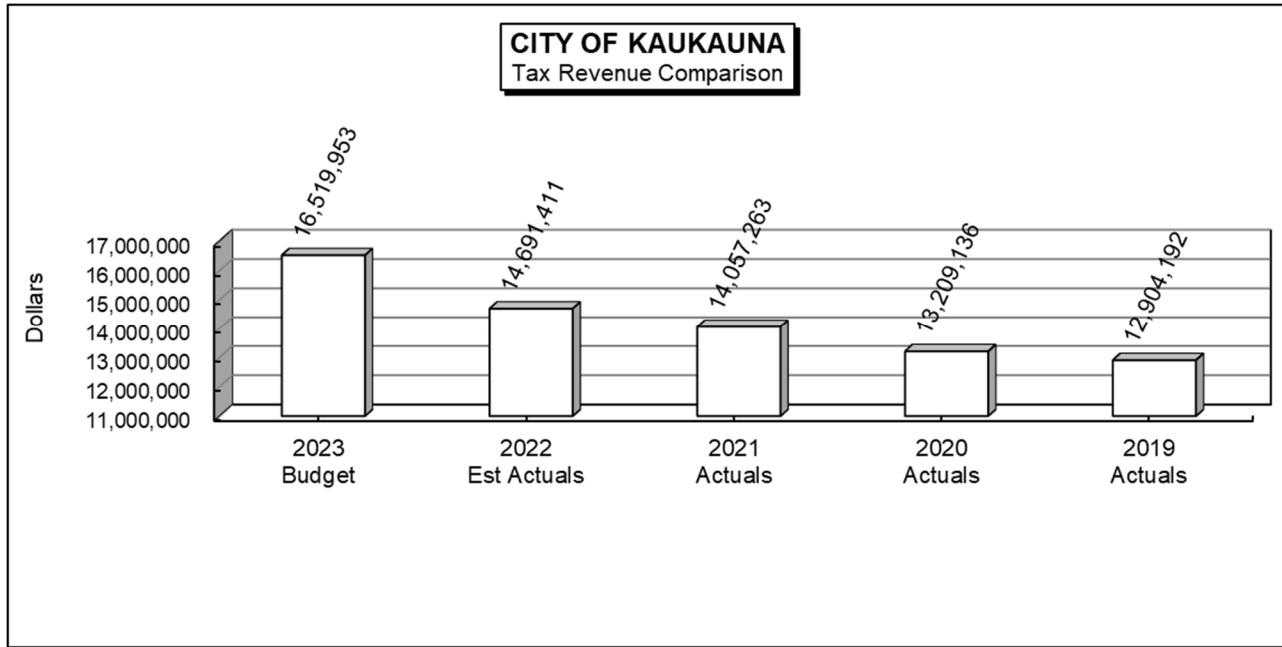 CITY OF KAUKAUNA
Tax Revenue Comparison
16,519,953
14,691,411
14,057,263
13,209,136
12,904,192
Dollars
17,000,000
16,000,000
15,000,000
14,000,000
13,000,000
12,000,000
11,000,000
2023 2022 2021 2020 2019
Budget Est Actuals Actuals Actuals Actuals